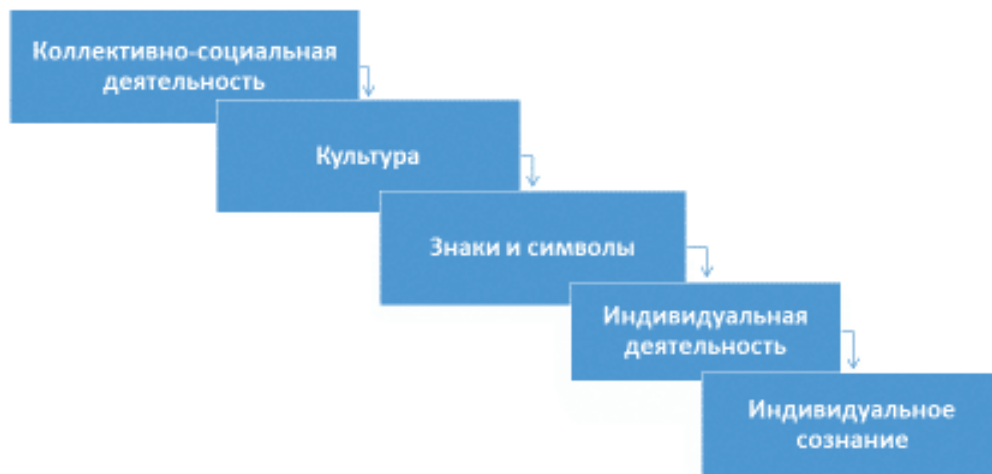 Коллективно-социальная
деятельность
Культура
Знаки и символы
Индивидуальная
деятельность
Индивидуальное
сознание